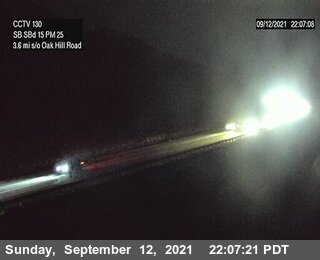 CCTV 130
SB SBd 15 PM 25
3.6 mi s/o Oak Hill Road
09/12/2021 22:07:08
Sunday, September 12, 2021 22:07:21 PDT